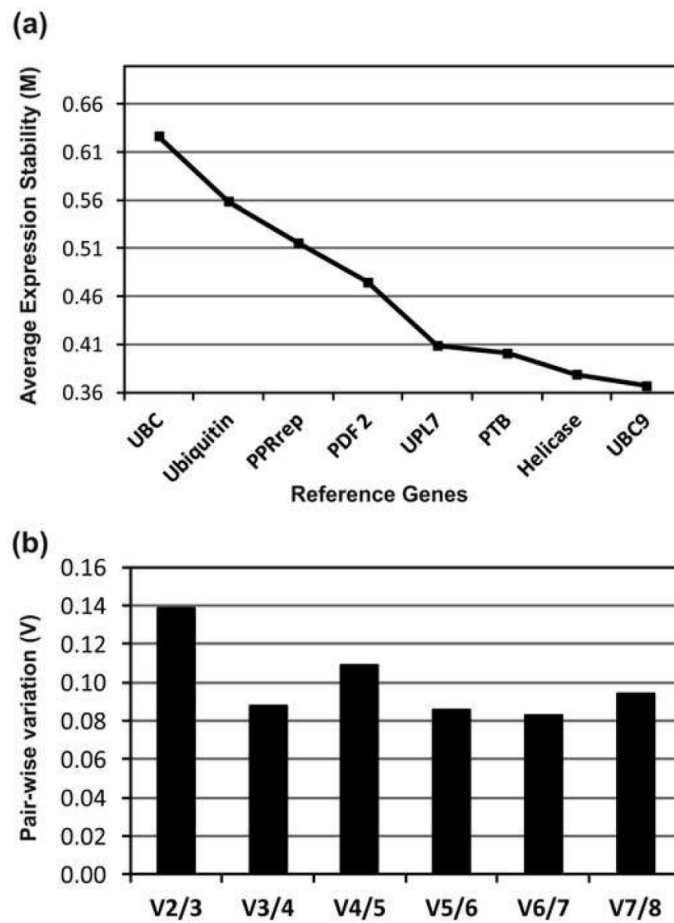 (a)
Average Expression Stability (M)
0.66
0.61
0.56
0.51
0.46
0.41
0.36
UBC
Ubiquitin
PPRrep
PDF 2
UPL7
PTB
Helicase
UBC9
Reference Genes
(b)
Pair-wise variation (V)
0.16
0.14
0.12
0.10
0.08
0.06
0.04
0.02
0.00
V2/3
V3/4
V4/5
V5/6
V6/7
V7/8